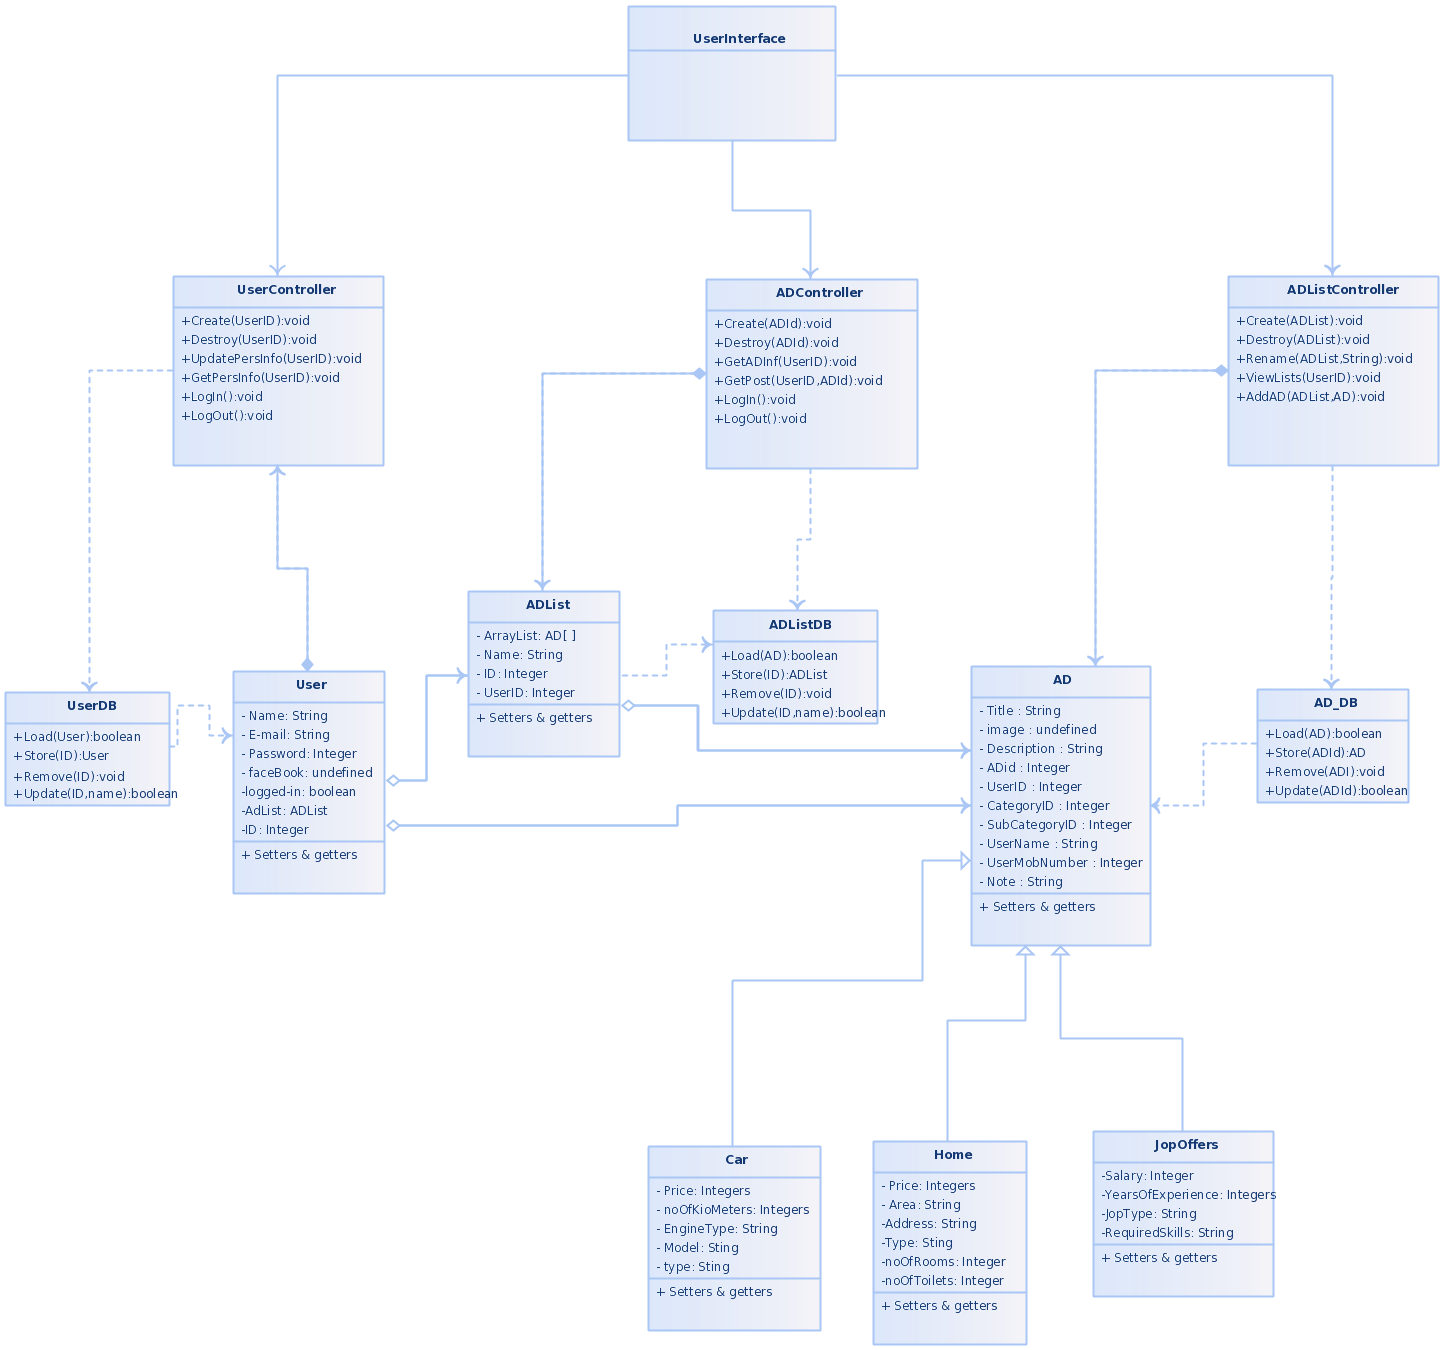 UserInterface
UserController
+Create(UserID):void
+Destroy(UserID):void
+UpdatePersInfo(UserID):void
+GetPersInfo(UserID):void
+LogIn():void
+LogOut():void
ADController
+Create(ADId):void
+Destroy(ADId):void
+GetADInf(UserID):void
+GetPost(UserID,ADId):void
+LogIn():void
+LogOut():void
ADListController
+Create(ADList):void
+Destroy(ADList):void
+Rename(ADList,String):void
+ViewLists(UserID):void
+AddAD(ADList,AD):void
UserDB
+Load(User):boolean
+Store(ID):User
+Remove(ID):void
+Update(ID,name):boolean
User
- Name: String
- E-mail: String
- Password: Integer
- faceBook: undefined
-logged-in: boolean
-AdList: ADList
-ID: Integer
+ Setters & getters
ADList
- ArrayList: AD[ ]
- Name: String
- ID: Integer
- UserID: Integer
+ Setters & getters
ADListDB
+Load(AD):boolean
+Store(ID):ADList
+Remove(ID):void
+Update(ID,name):boolean
AD
- Title : String
- image : undefined
- Description : String
- ADid : Integer
- UserID : Integer
- CategoryID : Integer
- SubCategoryID : Integer
- UserName : String
- UserMobNumber : Integer
- Note : String
+ Setters & getters
AD_DB
+Load(AD):boolean
+Store(ADId):AD
+Remove(ADI):void
+Update(ADId):boolean
Car
- Price: Integers
- noOfKioMeters: Integers
- EngineType: String
- Model: Sting
- type: Sting
+ Setters & getters
Home
- Price: Integers
- Area: String
-Address: String
-Type: Sting
-noOfRooms: Integer
-noOfToilets: Integer
+ Setters & getters
JopOffers
-Salary: Integer
-YearsOfExperience: Integers
-JopType: String
-RequiredSkills: String
+ Setters & getters